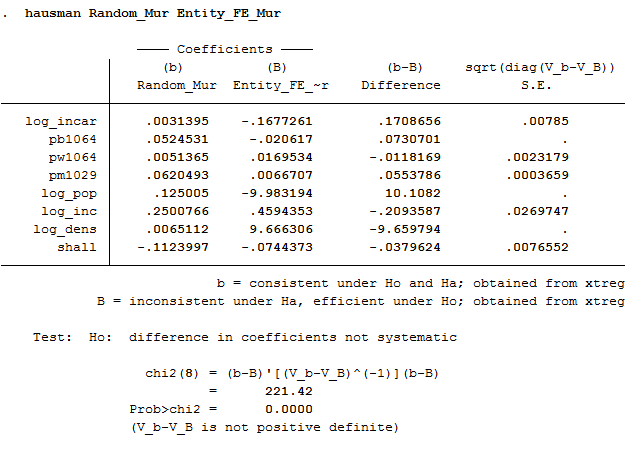 . hausman Random_Mur Entity_FE_Mur
Coefficients
(b) (B) (b-B) sqrt(diag(V_b-V_B))
Random_Mur Entity_FE_~r Difference S.E.
log_incar .0031395 -.1677261 .1708656 .00785
pb1064 .0524531 -.020617 .0730701 .
pw1064 .0051365 .0169534 -.0118169 .0023179
pm1029 .0620493 .0066707 .0553786 .0003659
log_pop .125005 -9.983194 10.1082 .
log_inc .2500766 .4594353 -.2093587 .0269747
log_dens .0065112 9.666306 -9.659794 .
shall -.1123997 -.0744373 -.0379624 .0076552
b = consistent under Ho and Ha; obtained from xtreg
B = inconsistent under Ha, efficient under Ho; obtained from xtreg
Test: Ho: difference in coefficients not systematic
chi2(8) = (b-B)'[(V_b-V_B)^(-1)](b-B)
= 221.42
Prob>chi2 = 0.0000
(V_b-V_B is not positive definite)